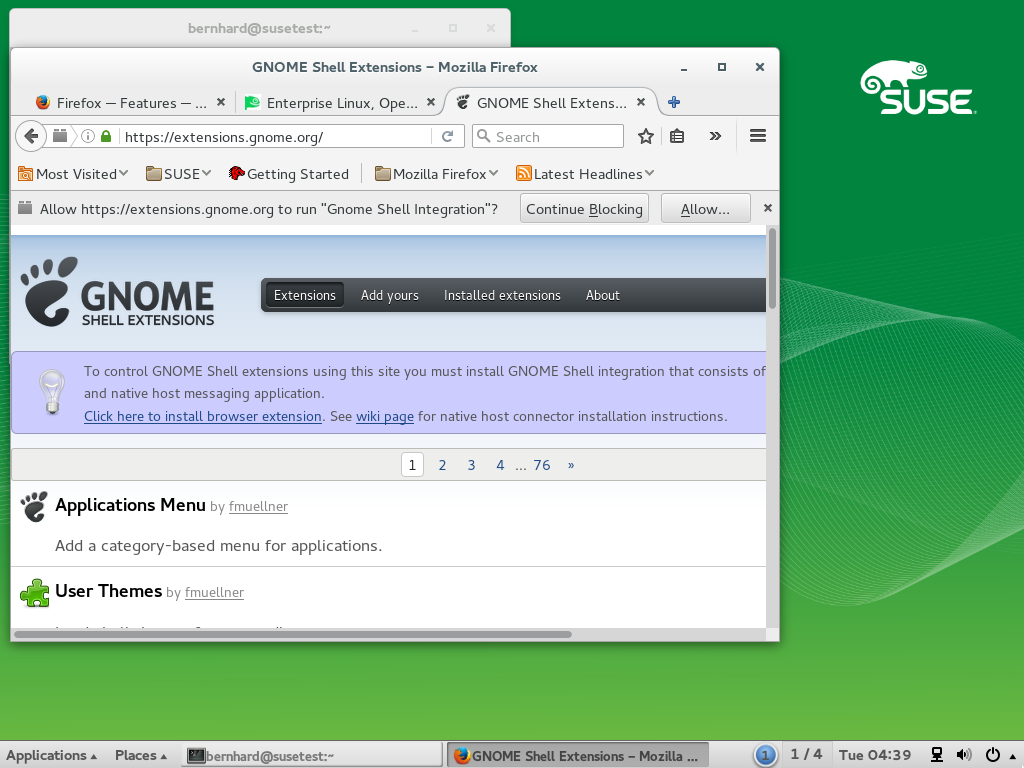 bernhard@susetest:~
SUSE
GNOME Shell Extensions – Mozilla Firefox
Firefox — Features — ...
Enterprise Linux, Ope...
GNOME Shell Extens...
https://extensions.gnome.org/
Search
Most Visited
SUSE
Getting Started
Mozilla Firefox
Latest Headlines
Allow https://extensions.gnome.org to run "Gnome Shell Integration"?
Continue Blocking
Allow...
GNOME
SHELL EXTENSIONS
Extensions
Add yours
Installed extensions
About
To control GNOME Shell extensions using this site you must install GNOME Shell integration that consists of
and native host messaging application.
Click here to install browser extension. See wiki page for native host connector installation instructions.
1 2 3 4 ... 76 »
Applications Menu by fmuellner
Add a category-based menu for applications.
User Themes by fmuellner
Applications
Places
bernhard@susetest:~
GNOME Shell Extensions – Mozilla ...
1
1 / 4
Tue 04:39